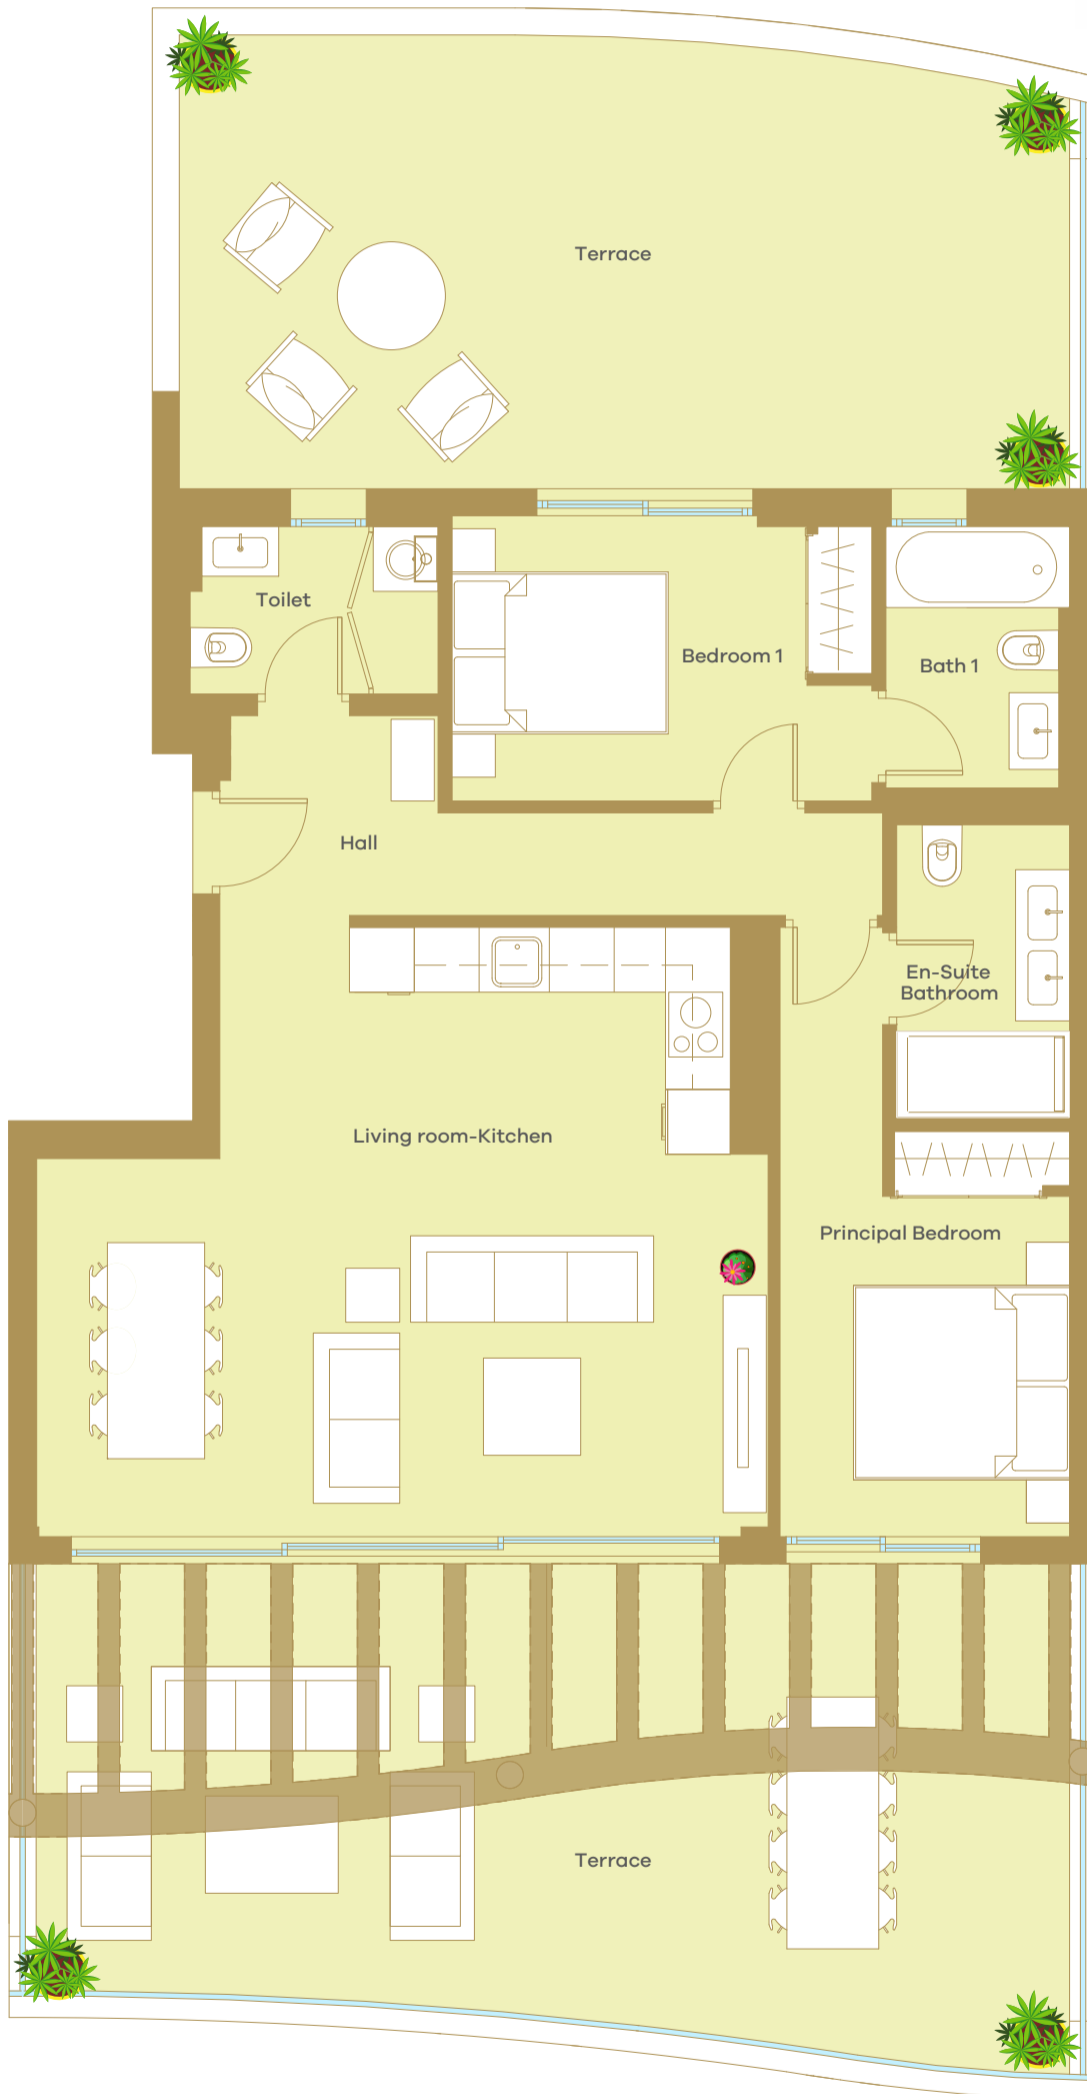 Terrace
Toilet
Bedroom 1
Bath 1
Hall
En-Suite
Bathroom
Living room-Kitchen
Principal Bedroom
Terrace